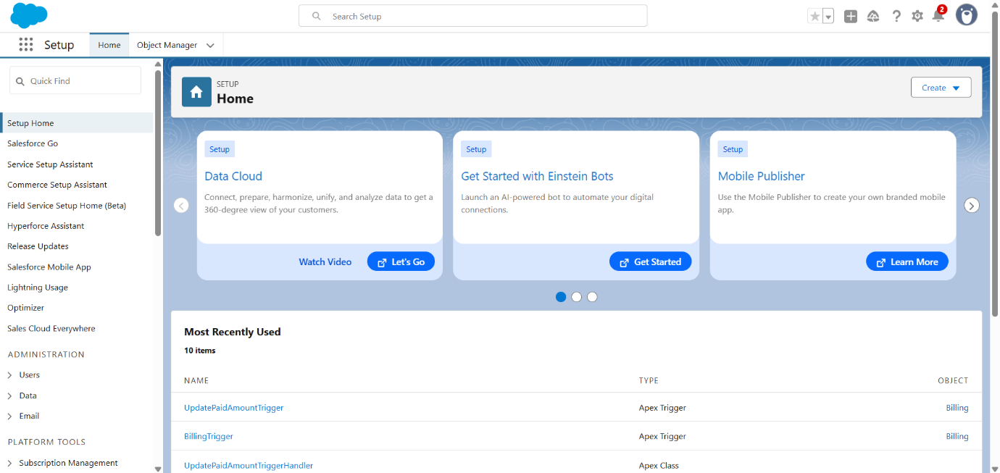 Search Setup
2
Setup
Home
Object Manager
Quick Find
Setup Home
Salesforce Go
Service Setup Assistant
Commerce Setup Assistant
Field Service Setup Home (Beta)
Hyperforce Assistant
Release Updates
Salesforce Mobile App
Lightning Usage
Optimizer
Sales Cloud Everywhere
ADMINISTRATION
Users
Data
Email
PLATFORM TOOLS
Subscription Management
SETUP
Home
Create
Setup
Data Cloud
Connect, prepare, harmonize, unify, and analyze data to get a
360-degree view of your customers.
Watch Video
Let's Go
Setup
Get Started with Einstein Bots
Launch an AI-powered bot to automate your digital
connections.
Get Started
Setup
Mobile Publisher
Use the Mobile Publisher to create your own branded mobile
app.
Learn More
Most Recently Used
10 items
NAME TYPE OBJECT
UpdatePaidAmountTrigger Apex Trigger Billing
BillingTrigger Apex Trigger Billing
UpdatePaidAmountTriggerHandler Apex Class